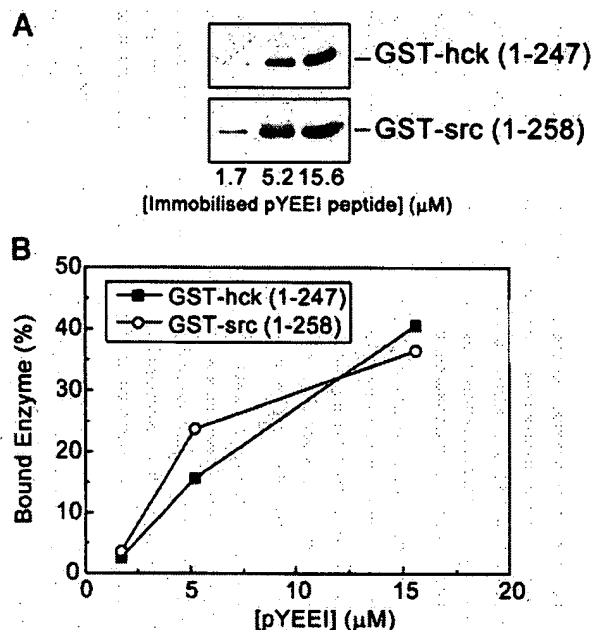 A
GST-hck (1-247)
GST-src (1-258)
1.7 5.2 15.6
[Immobilised pYEEI peptide] (µM)
B
GST-hck (1-247)
GST-src (1-258)
Bound Enzyme (%)
50
40
30
20
10
0
0 5 10 15 20
[pYEEI] (µM)